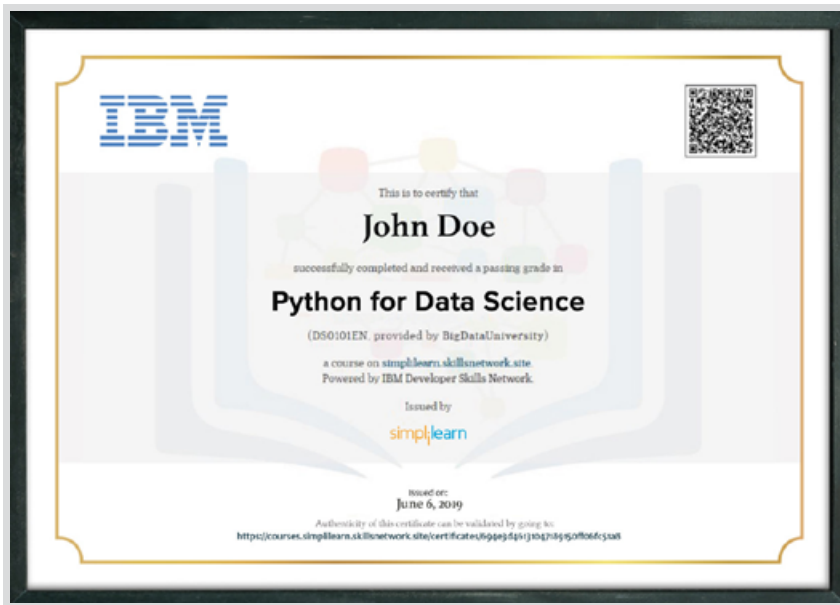 IBM
This is to certify that
John Doe
successfully completed and received a passing grade in
Python for Data Science
(DS0101EN, provided by BigDataUniversity)
a course on simplilearn.skillsnetwork.site.
Powered by IBM Developer Skills Network.
Issued by
simplilearn
Issued on:
June 6, 2019
Authenticity of this certificate can be validated by going to: